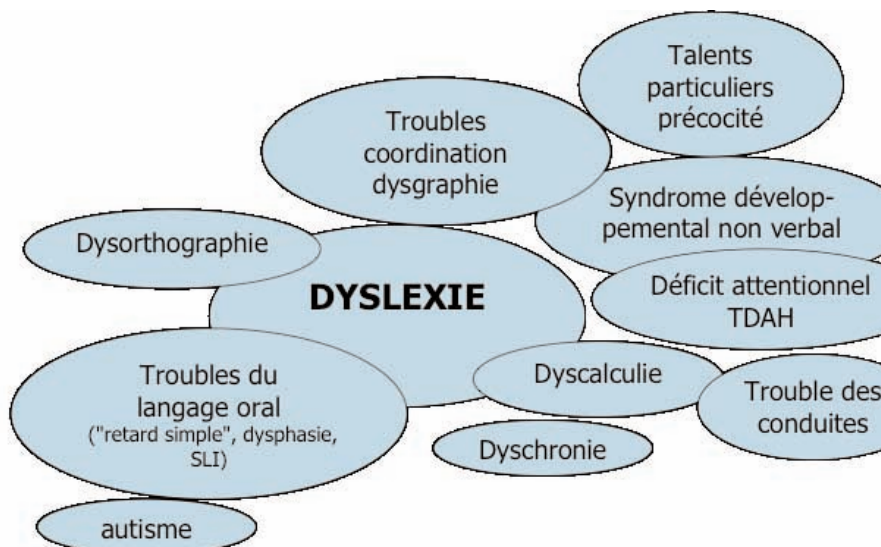 Talents
particuliers
précocité
Troubles
coordination
dysgraphie
Syndrome dévelop-
pemental non verbal
Dysorthographie
DYSLEXIE
Déficit attentionnel
TDAH
Troubles du
langage oral
("retard simple", dysphasie,
SLI)
Dyscalculie
Trouble des
conduites
Dyschronie
autisme